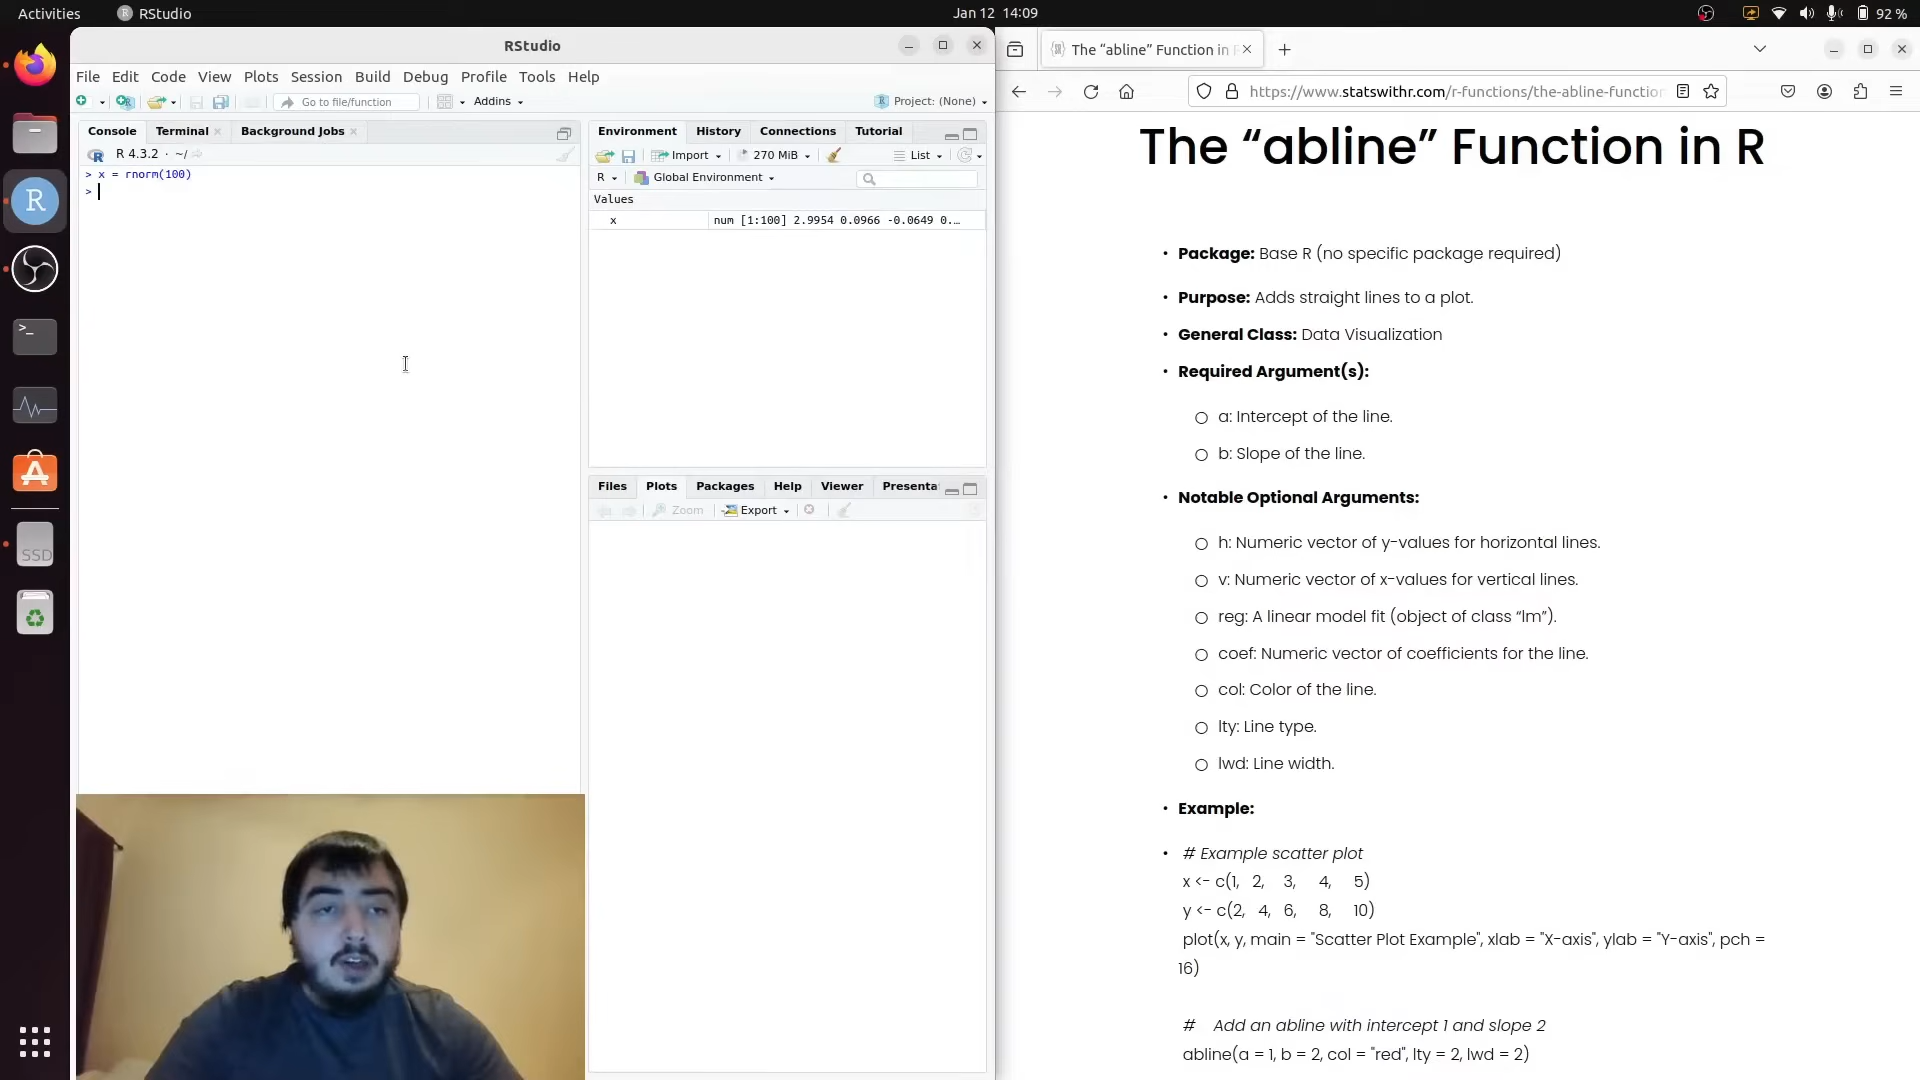 Activities
RStudio
Jan 12 14:09
92 %
RStudio
File Edit Code View Plots Session Build Debug Profile Tools Help
Go to file/function
Addins
Project: (None)
Console Terminal Background Jobs
R 4.3.2 · ~/
> x = rnorm(100)
>
Environment History Connections Tutorial
Import
270 MiB
List
R
Global Environment
Values
x num [1:100] 2.9954 0.0966 -0.0649 0.…
Files Plots Packages Help Viewer Presenta
Zoom
Export
>_
SSD
The “abline” Function in
https://www.statswithr.com/r-functions/the-abline-function
The “abline” Function in R
• Package: Base R (no specific package required)
• Purpose: Adds straight lines to a plot.
• General Class: Data Visualization
• Required Argument(s):
○ a: Intercept of the line.
○ b: Slope of the line.
• Notable Optional Arguments:
○ h: Numeric vector of y-values for horizontal lines.
○ v: Numeric vector of x-values for vertical lines.
○ reg: A linear model fit (object of class “lm”).
○ coef: Numeric vector of coefficients for the line.
○ col: Color of the line.
○ lty: Line type.
○ lwd: Line width.
• Example:
• # Example scatter plot
x <- c(1, 2, 3, 4, 5)
y <- c(2, 4, 6, 8, 10)
plot(x, y, main = "Scatter Plot Example", xlab = "X-axis", ylab = "Y-axis", pch =
16)
# Add an abline with intercept 1 and slope 2
abline(a = 1, b = 2, col = "red", lty = 2, lwd = 2)